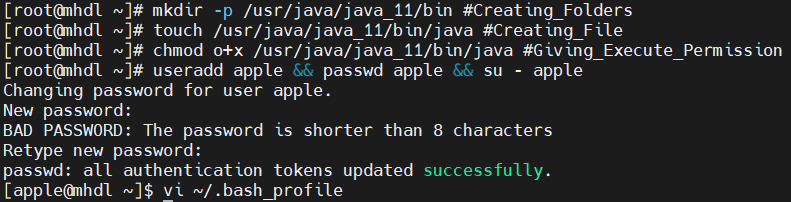 [root@mhdl ~]# mkdir -p /usr/java/java_11/bin #Creating_Folders
[root@mhdl ~]# touch /usr/java/java_11/bin/java #Creating_File
[root@mhdl ~]# chmod o+x /usr/java/java_11/bin/java #Giving_Execute_Permission
[root@mhdl ~]# useradd apple && passwd apple && su - apple
Changing password for user apple.
New password:
BAD PASSWORD: The password is shorter than 8 characters
Retype new password:
passwd: all authentication tokens updated successfully.
[apple@mhdl ~]$ vi ~/.bash_profile